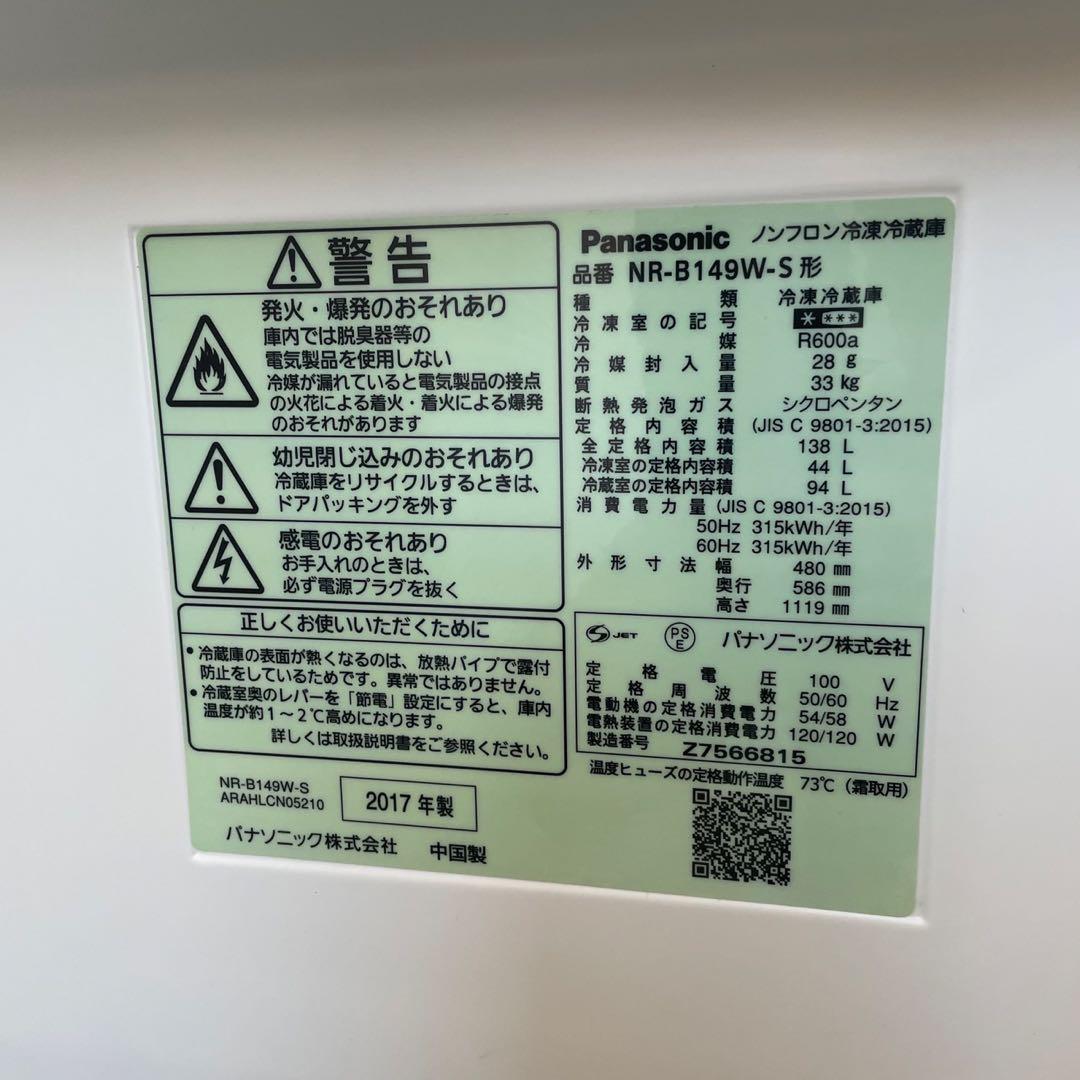 警告
発火・爆発のおそれあり
庫内では脱臭器等の
電気製品を使用しない
冷媒が漏れていると電気製品の接点
の火花による着火・着火による爆発
のおそれがあります
幼児閉じ込みのおそれあり
冷蔵庫をリサイクルするときは、
ドアパッキングを外す
感電のおそれあり
お手入れのときは、
必ず電源プラグを抜く
正しくお使いいただくために
・冷蔵庫の表面が熱くなるのは、放熱パイプで露付
防止をしているためです。異常ではありません。
・冷蔵室奥のレバーを「節電」設定にすると、庫内
温度が約1～2℃高めになります。
詳しくは取扱説明書をご参照ください。
NR-B149W-S
ARAHLCN05210
2017年製
パナソニック株式会社 中国製
Panasonic ノンフロン冷凍冷蔵庫
品番 NR-B149W-S形
種類 冷凍冷蔵庫
冷凍室の記号 * ***
冷媒 R600a
冷媒封入量 28 g
質量 33 kg
断熱発泡ガス シクロペンタン
定格内容積 (JIS C 9801-3:2015)
全定格内容積 138 L
冷凍室の定格内容積 44 L
冷蔵室の定格内容積 94 L
消費電力量 (JIS C 9801-3:2015)
50Hz 315kWh/年
60Hz 315kWh/年
外形寸法 幅 480 mm
奥行 586 mm
高さ 1119 mm
S JET PS E パナソニック株式会社
定格電圧 100 V
定格周波数 50/60 Hz
電動機の定格消費電力 54/58 W
電熱装置の定格消費電力 120/120 W
製造番号 Z7566815
温度ヒューズの定格動作温度 73℃ (霜取用)